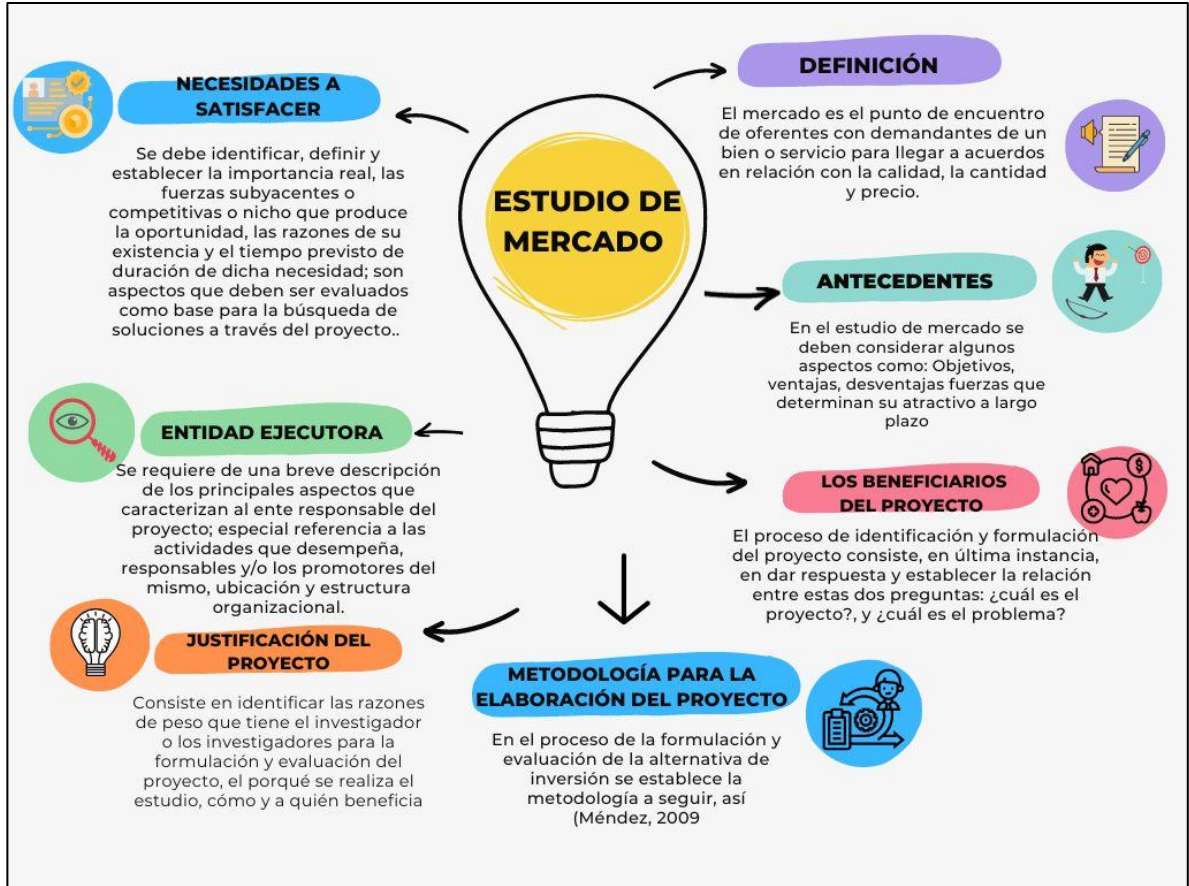 ESTUDIO DE
MERCADO
DEFINICIÓN
El mercado es el punto de encuentro
de oferentes con demandantes de un
bien o servicio para llegar a acuerdos
en relación con la calidad, la cantidad
y precio.
ANTECEDENTES
En el estudio de mercado se
deben considerar algunos
aspectos como: Objetivos,
ventajas, desventajas fuerzas que
determinan su atractivo a largo
plazo
LOS BENEFICIARIOS
DEL PROYECTO
El proceso de identificación y formulación
del proyecto consiste, en última instancia,
en dar respuesta y establecer la relación
entre estas dos preguntas: ¿cuál es el
proyecto?, y ¿cuál es el problema?
METODOLOGÍA PARA LA
ELABORACIÓN DEL PROYECTO
En el proceso de la formulación y
evaluación de la alternativa de
inversión se establece la
metodología a seguir, así
(Méndez, 2009
JUSTIFICACIÓN DEL
PROYECTO
Consiste en identificar las razones
de peso que tiene el investigador
o los investigadores para la
formulación y evaluación del
proyecto, el porqué se realiza el
estudio, cómo y a quién beneficia
ENTIDAD EJECUTORA
Se requiere de una breve descripción
de los principales aspectos que
caracterizan al ente responsable del
proyecto; especial referencia a las
actividades que desempeña,
responsables y/o los promotores del
mismo, ubicación y estructura
organizacional.
NECESIDADES A
SATISFACER
Se debe identificar, definir y
establecer la importancia real, las
fuerzas subyacentes o
competitivas o nicho que produce
la oportunidad, las razones de su
existencia y el tiempo previsto de
duración de dicha necesidad; son
aspectos que deben ser evaluados
como base para la búsqueda de
soluciones a través del proyecto..